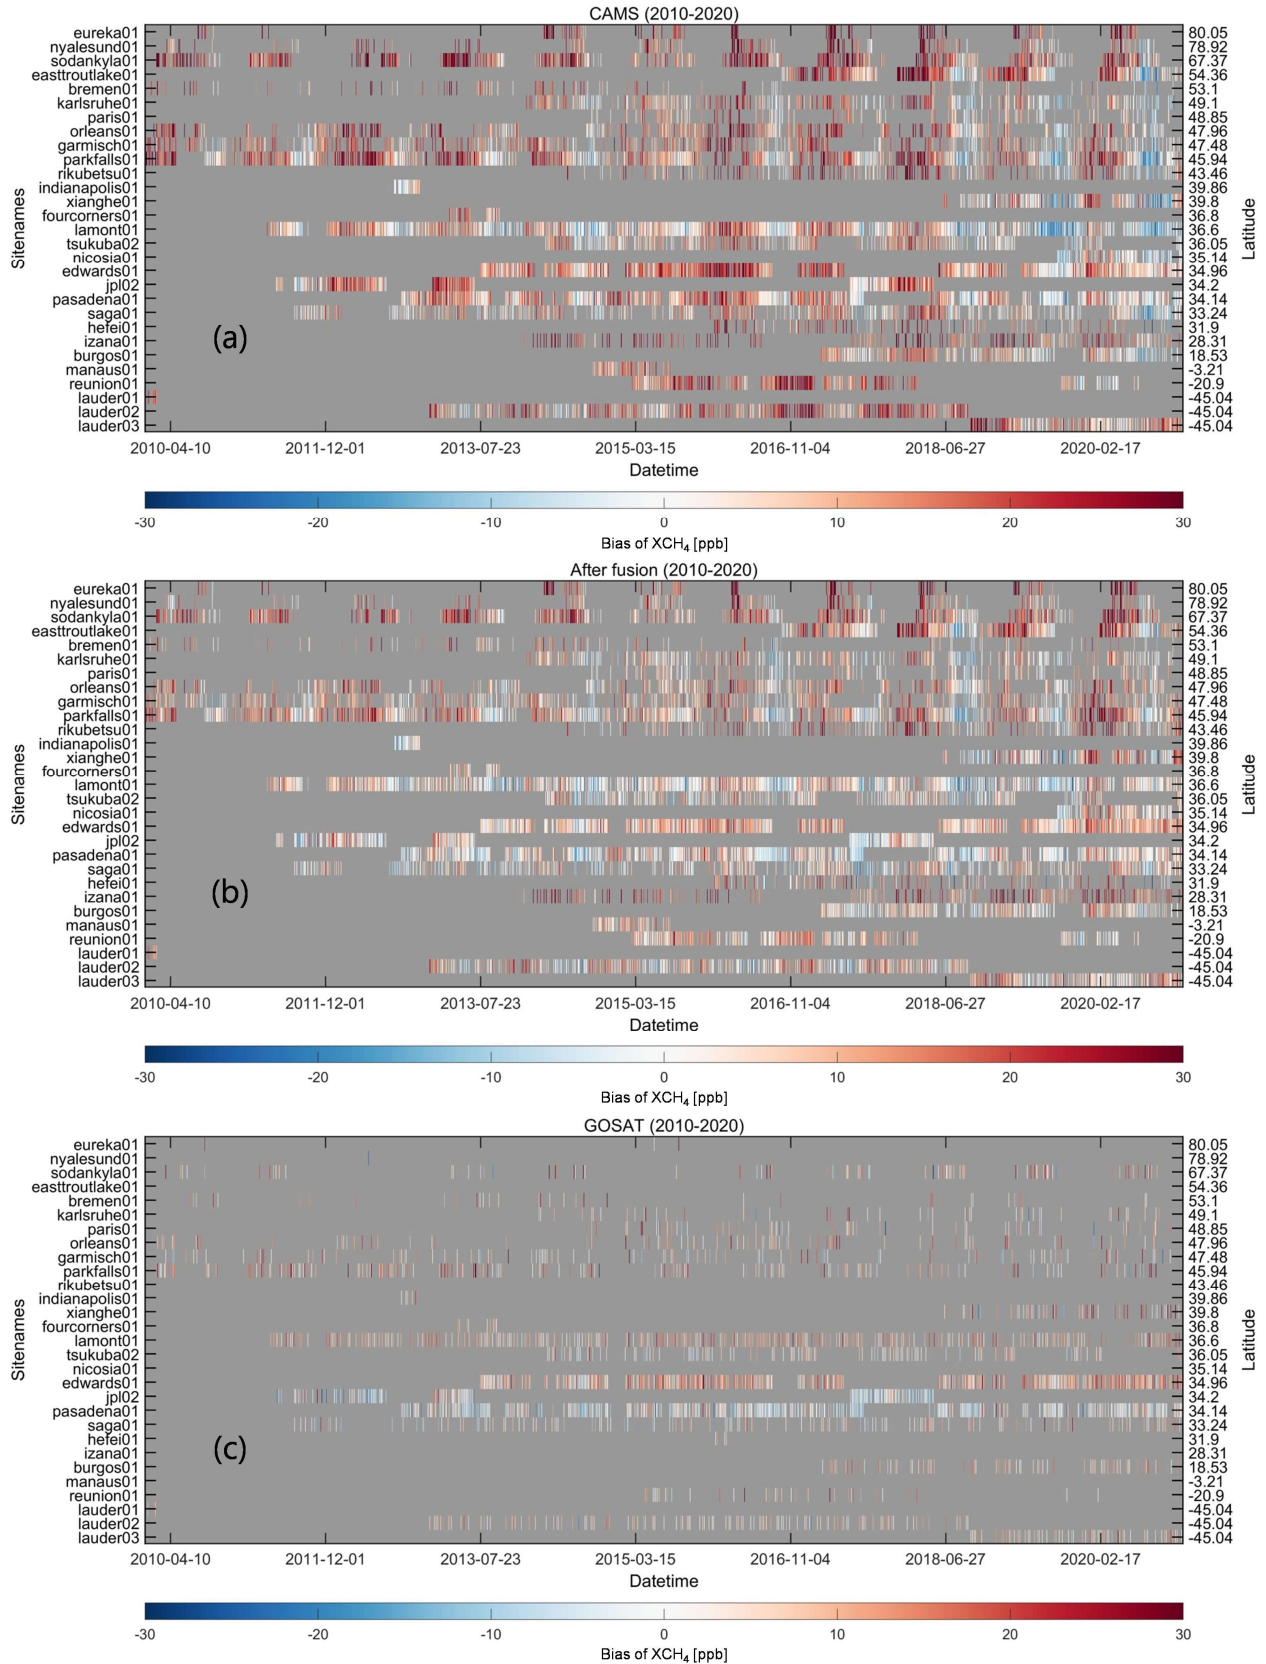 CAMS (2010-2020)
eureka01 80.05
nyalesund01 78.92
sodankyla01 67.37
easttroutlake01 54.36
bremen01 53.1
karlsruhe01 49.1
paris01 48.85
orleans01 47.96
garmisch01 47.48
parkfalls01 45.94
rikubetsu01 43.46
indianapolis01 39.86
xianghe01 39.8
fourcorners01 36.8
lamont01 36.6
tsukuba02 36.05
nicosia01 35.14
edwards01 34.96
jpl02 34.2
pasadena01 34.14
saga01 33.24
hefei01 31.9
izana01 28.31
burgos01 18.53
manaus01 -3.21
reunion01 -20.9
lauder01 -45.04
lauder02 -45.04
lauder03 -45.04
Sitenames
Latitude
(a)
2010-04-10 2011-12-01 2013-07-23 2015-03-15 2016-11-04 2018-06-27 2020-02-17
Datetime
-30 -20 -10 0 10 20 30
Bias of XCH4 [ppb]
After fusion (2010-2020)
eureka01 80.05
nyalesund01 78.92
sodankyla01 67.37
easttroutlake01 54.36
bremen01 53.1
karlsruhe01 49.1
paris01 48.85
orleans01 47.96
garmisch01 47.48
parkfalls01 45.94
rikubetsu01 43.46
indianapolis01 39.86
xianghe01 39.8
fourcorners01 36.8
lamont01 36.6
tsukuba02 36.05
nicosia01 35.14
edwards01 34.96
jpl02 34.2
pasadena01 34.14
saga01 33.24
hefei01 31.9
izana01 28.31
burgos01 18.53
manaus01 -3.21
reunion01 -20.9
lauder01 -45.04
lauder02 -45.04
lauder03 -45.04
Sitenames
Latitude
(b)
2010-04-10 2011-12-01 2013-07-23 2015-03-15 2016-11-04 2018-06-27 2020-02-17
Datetime
-30 -20 -10 0 10 20 30
Bias of XCH4 [ppb]
GOSAT (2010-2020)
eureka01 80.05
nyalesund01 78.92
sodankyla01 67.37
easttroutlake01 54.36
bremen01 53.1
karlsruhe01 49.1
paris01 48.85
orleans01 47.96
garmisch01 47.48
parkfalls01 45.94
rikubetsu01 43.46
indianapolis01 39.86
xianghe01 39.8
fourcorners01 36.8
lamont01 36.6
tsukuba02 36.05
nicosia01 35.14
edwards01 34.96
jpl02 34.2
pasadena01 34.14
saga01 33.24
hefei01 31.9
izana01 28.31
burgos01 18.53
manaus01 -3.21
reunion01 -20.9
lauder01 -45.04
lauder02 -45.04
lauder03 -45.04
Sitenames
Latitude
(c)
2010-04-10 2011-12-01 2013-07-23 2015-03-15 2016-11-04 2018-06-27 2020-02-17
Datetime
-30 -20 -10 0 10 20 30
Bias of XCH4 [ppb]